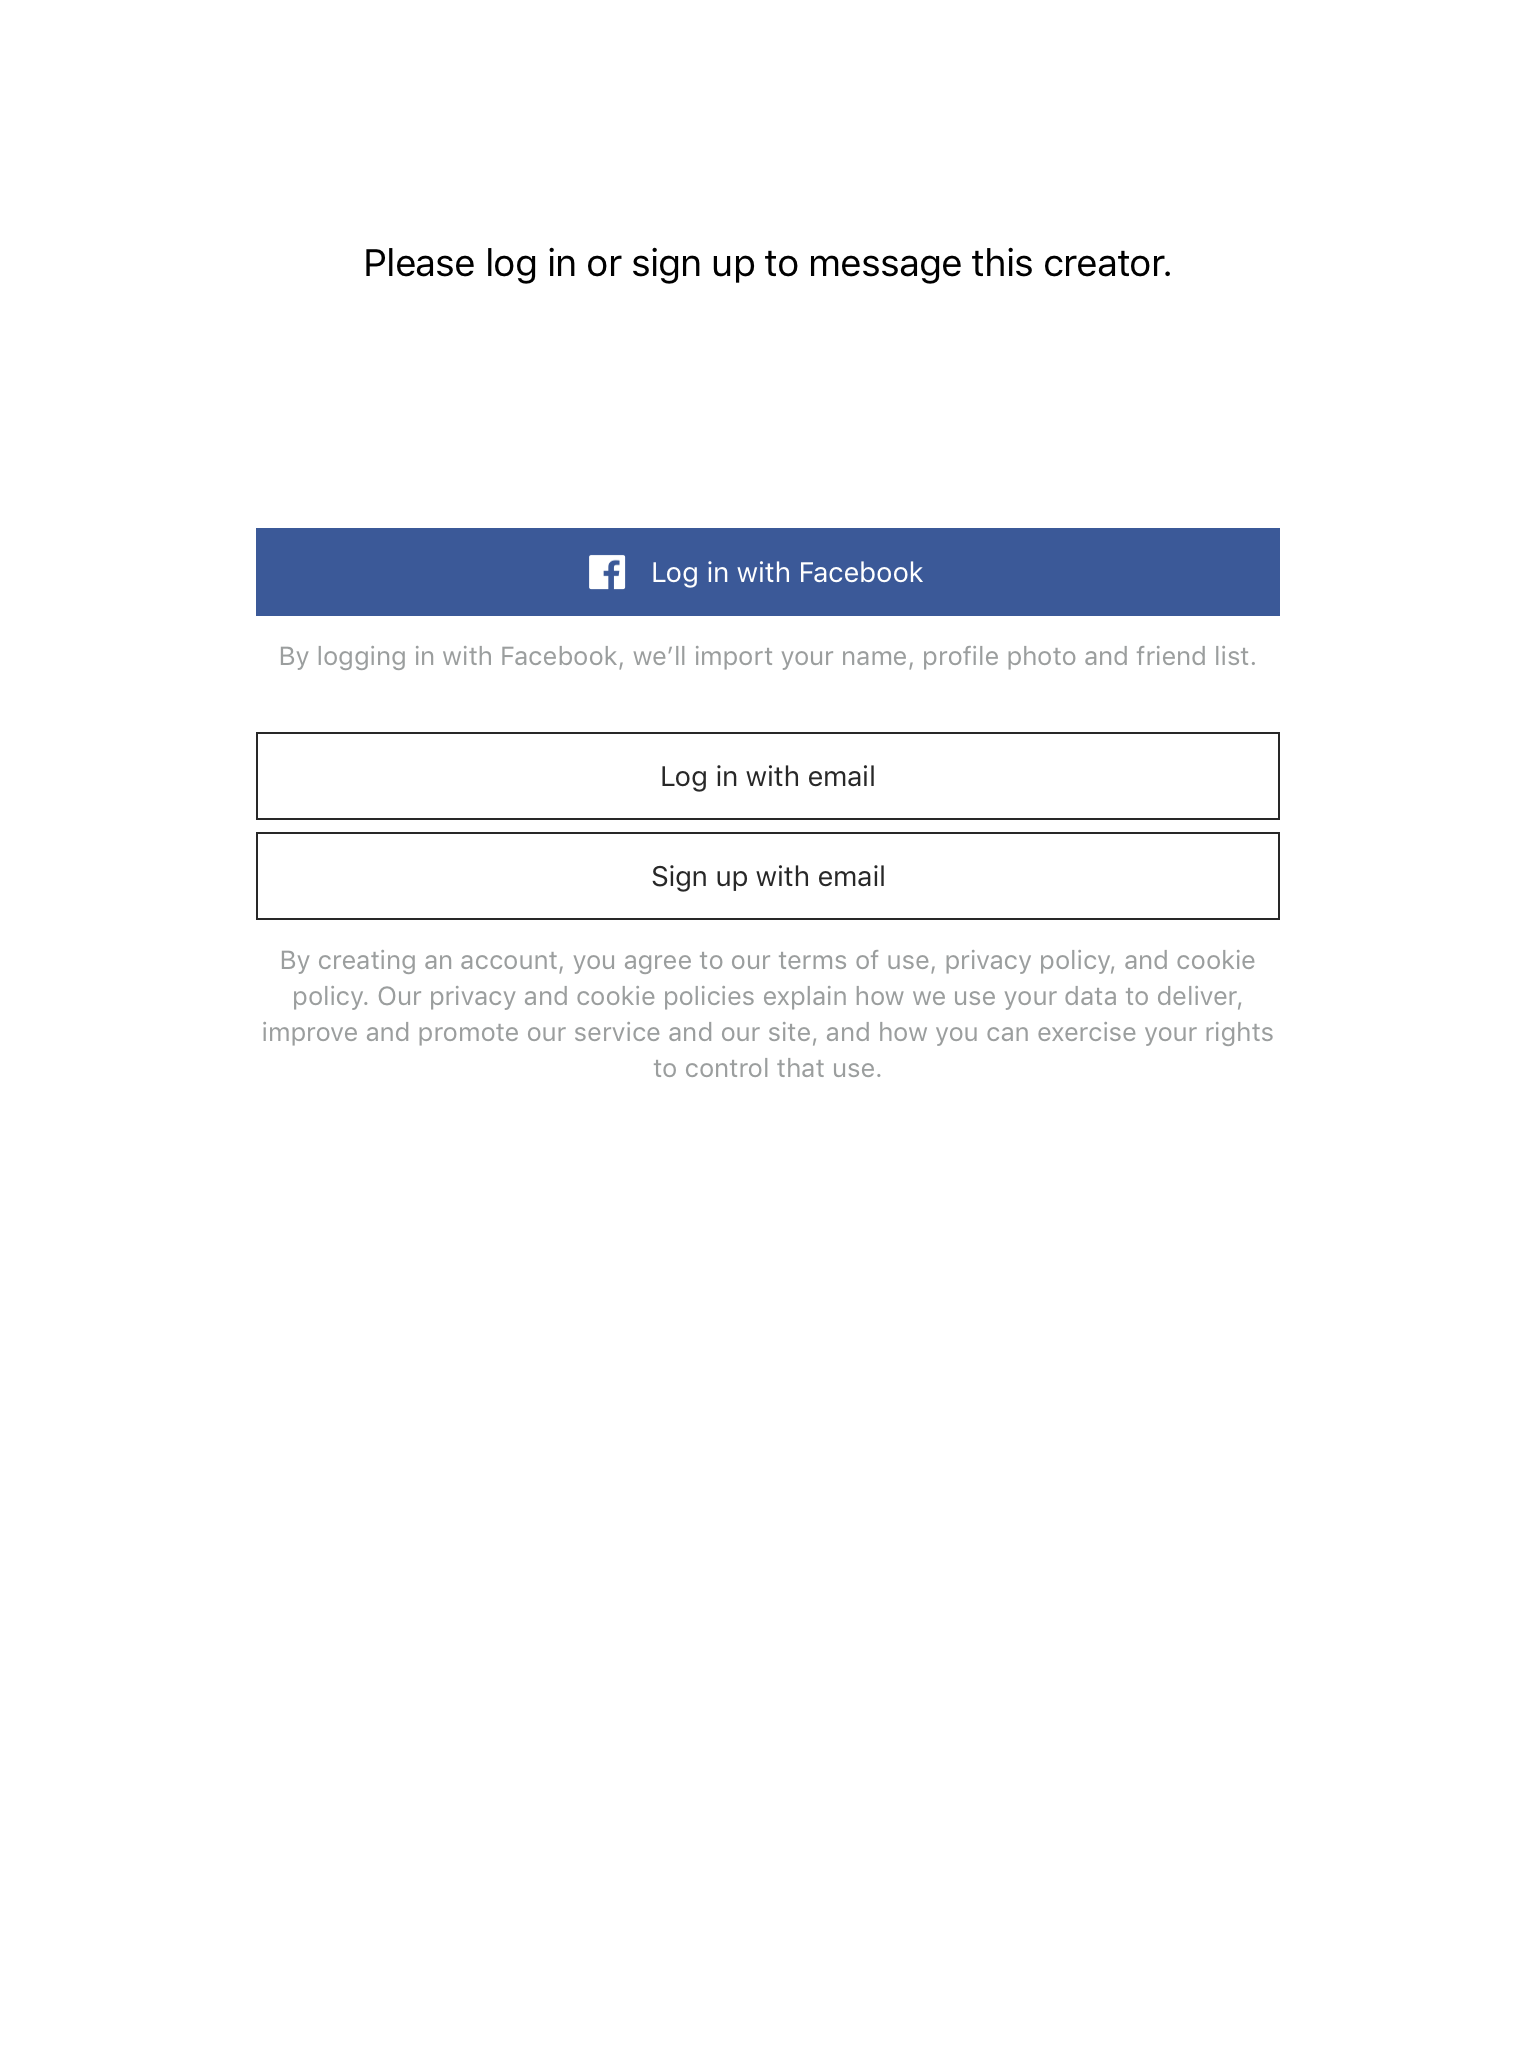 Please log in or sign up to message this creator.
Log in with Facebook
By logging in with Facebook, we’ll import your name, profile photo and friend list.
Log in with email
Sign up with email
By creating an account, you agree to our terms of use, privacy policy, and cookie
policy. Our privacy and cookie policies explain how we use your data to deliver,
improve and promote our service and our site, and how you can exercise your rights
to control that use.